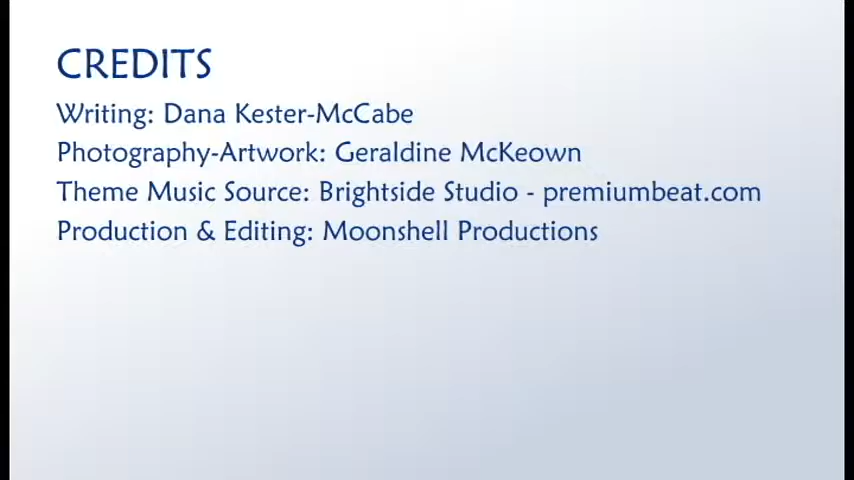 CREDITS
Writing: Dana Kester-McCabe
Photography-Artwork: Geraldine McKeown
Theme Music Source: Brightside Studio - premiumbeat.com
Production & Editing: Moonshell Productions